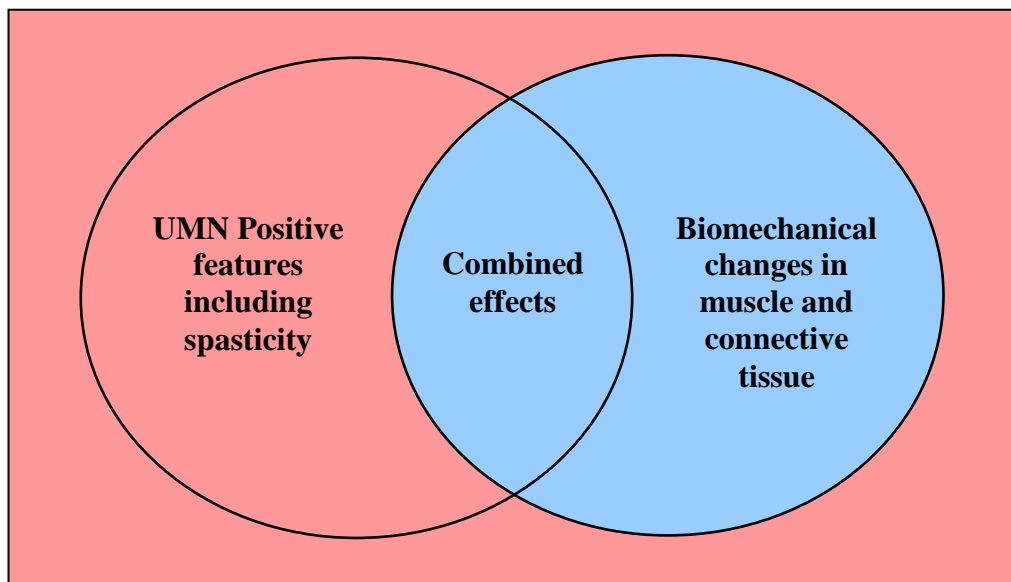 UMN Positive
features
including
spasticity
Combined
effects
Biomechanical
changes in
muscle and
connective
tissue